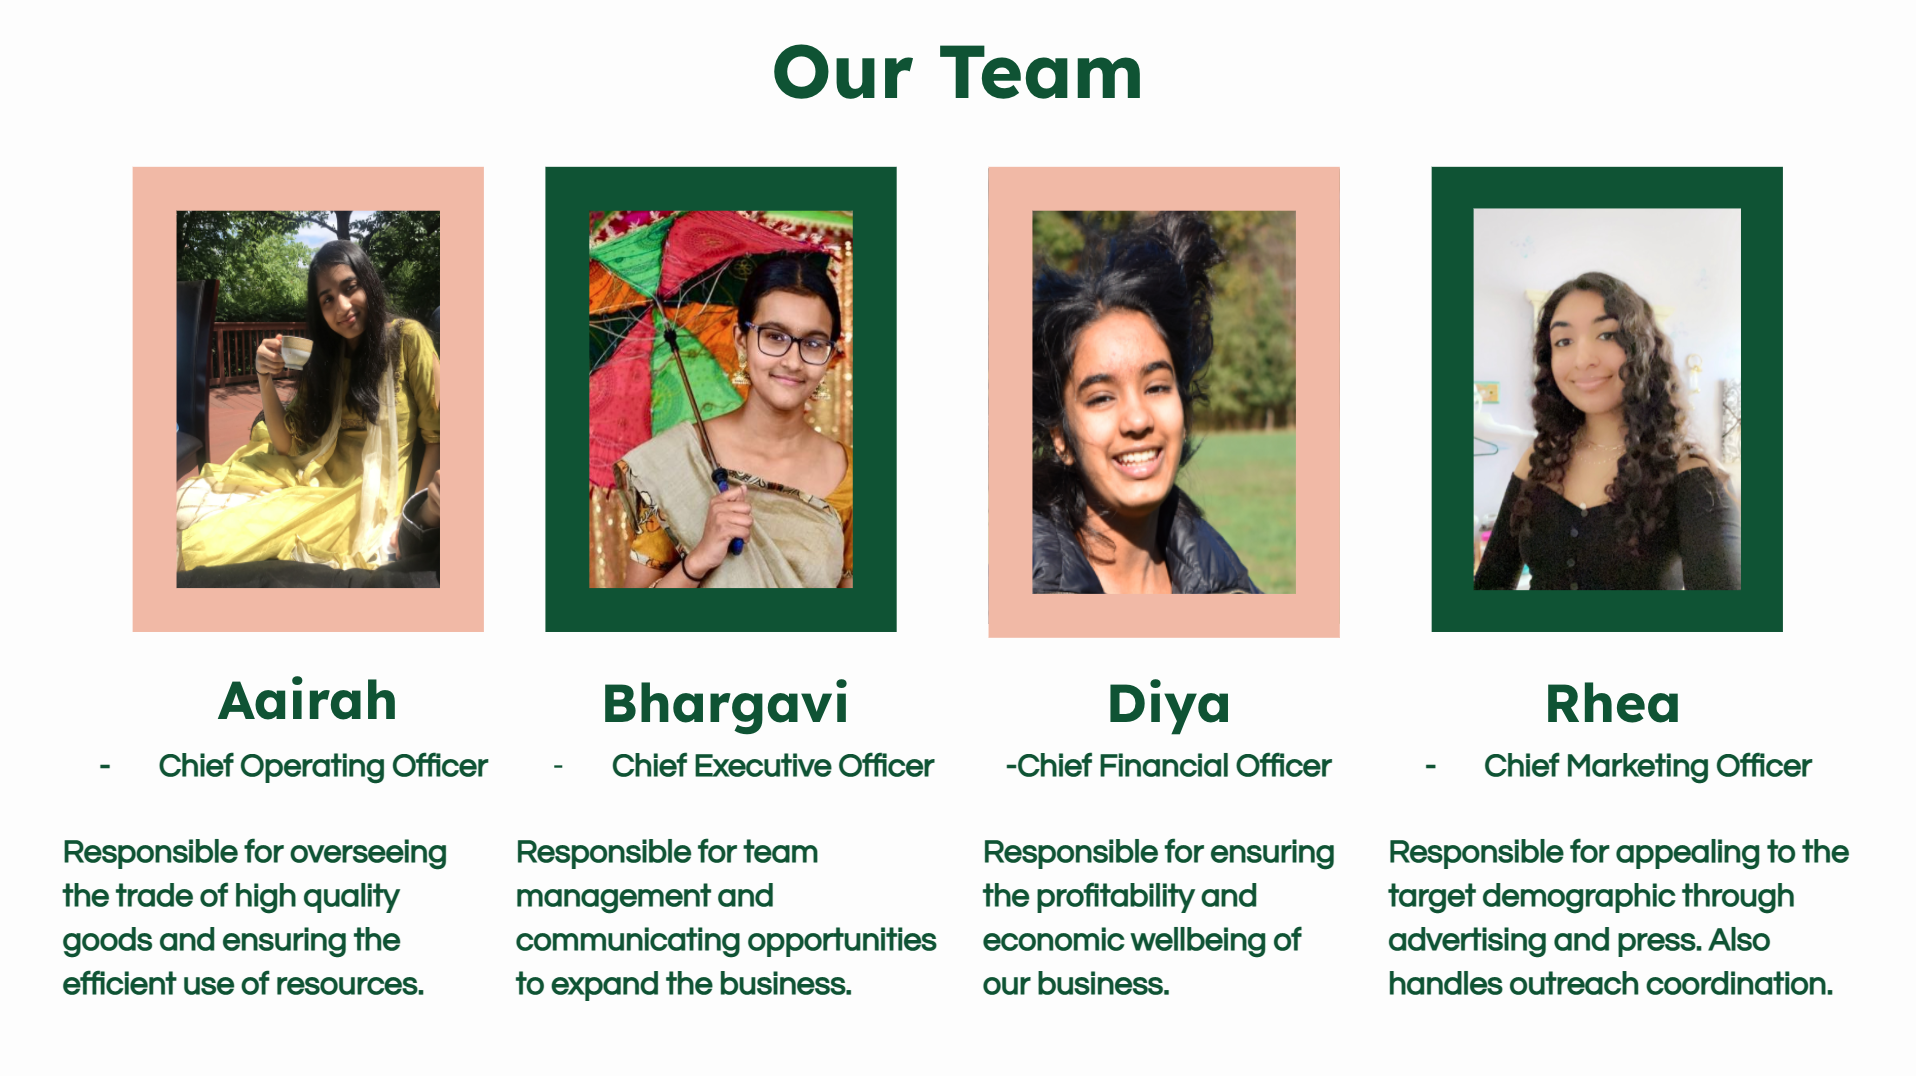 Our Team
Aairah
- Chief Operating Officer
Responsible for overseeing
the trade of high quality
goods and ensuring the
efficient use of resources.
Bhargavi
- Chief Executive Officer
Responsible for team
management and
communicating opportunities
to expand the business.
Diya
-Chief Financial Officer
Responsible for ensuring
the profitability and
economic wellbeing of
our business.
Rhea
- Chief Marketing Officer
Responsible for appealing to the
target demographic through
advertising and press. Also
handles outreach coordination.